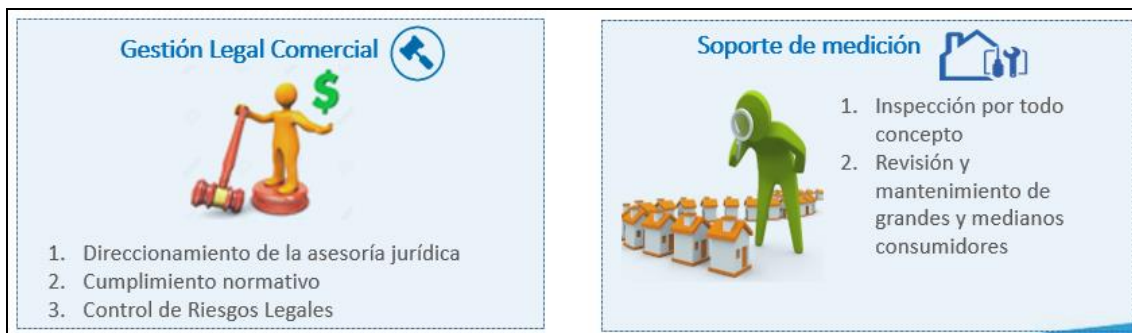 Gestión Legal Comercial
$
1. Direccionamiento de la asesoría jurídica
2. Cumplimiento normativo
3. Control de Riesgos Legales
Soporte de medición
1. Inspección por todo
concepto
2. Revisión y
mantenimiento de
grandes y medianos
consumidores